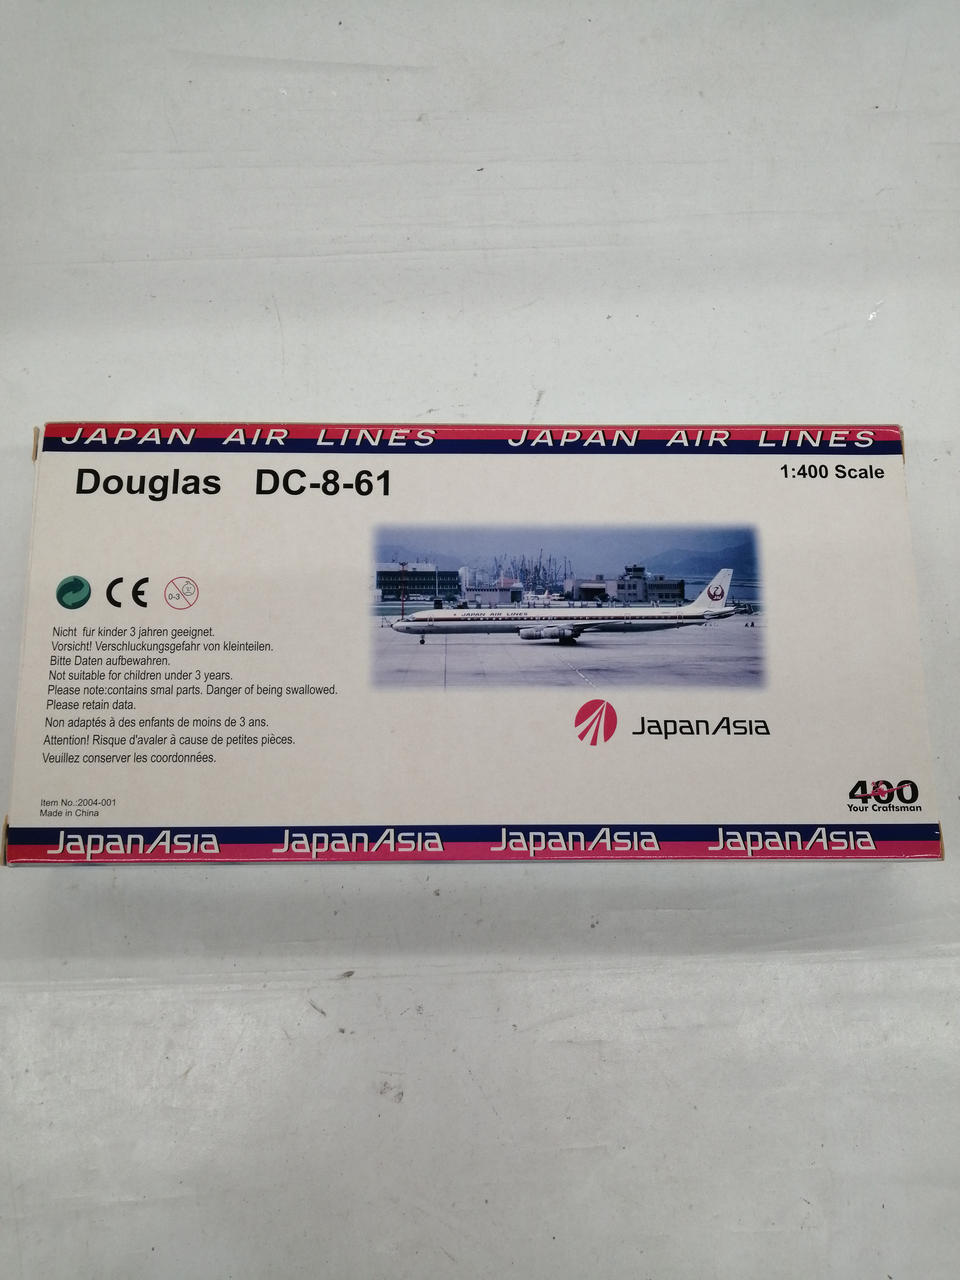 JAPAN AIR LINES JAPAN AIR LINES
Douglas DC-8-61
1:400 Scale
JAPAN AIR LINES
CE
0-3
Nicht für kinder 3 jahren geeignet.
Vorsicht! Verschluckungsgefahr von kleinteilen.
Bitte Daten aufbewahren.
Not suitable for children under 3 years.
Please note:contains smal parts. Danger of being swallowed.
Please retain data.
Non adaptés à des enfants de moins de 3 ans.
Attention! Risque d'avaler à cause de petites pièces.
Veuillez conserver les coordonnées.
JapanAsia
Item No.:2004-001
Made in China
400
Your Craftsman
JapanAsia JapanAsia JapanAsia JapanAsia